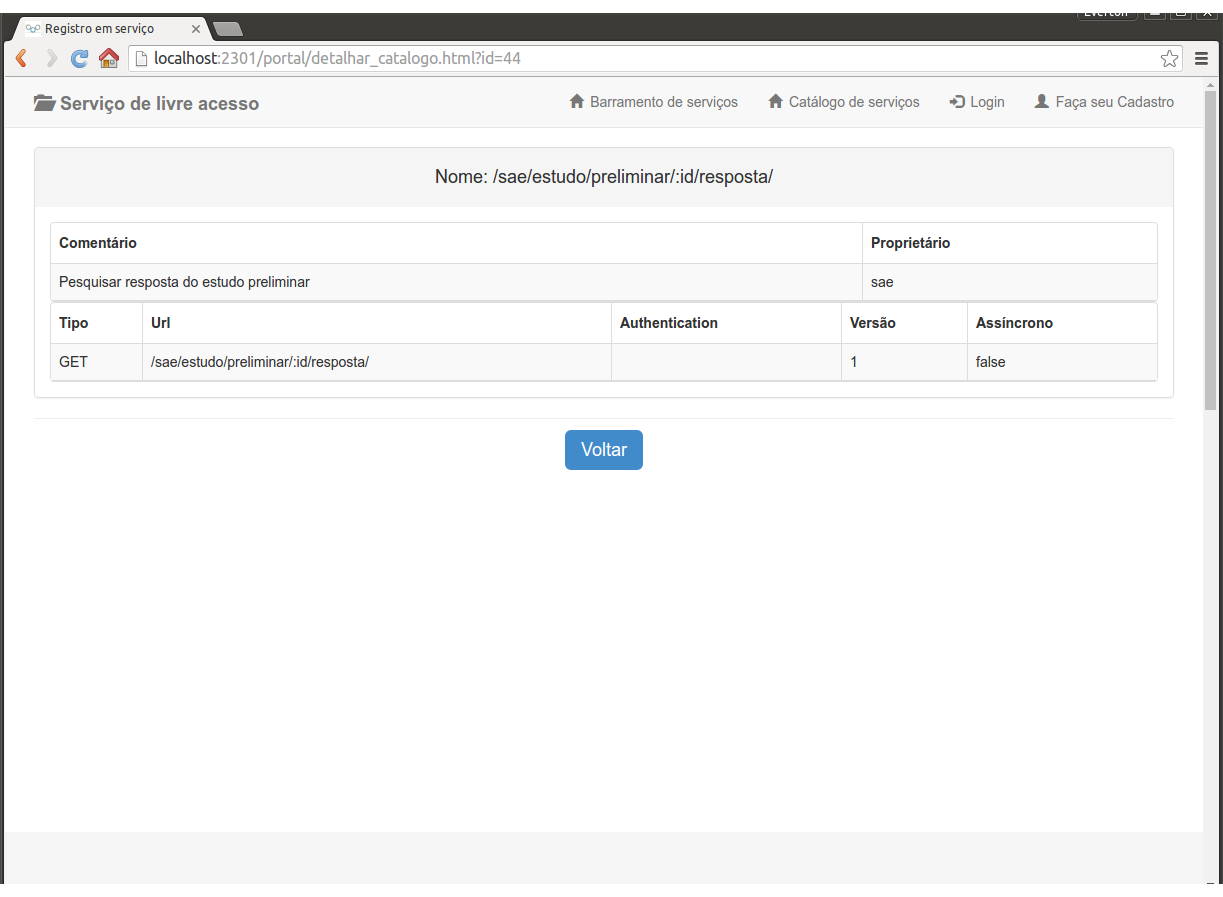 Everton
Registro em serviço
localhost:2301/portal/detalhar_catalogo.html?id=44
Serviço de livre acesso Barramento de serviços Catálogo de serviços Login Faça seu Cadastro
Nome: /sae/estudo/preliminar/:id/resposta/
Comentário Proprietário
Pesquisar resposta do estudo preliminar sae
Tipo Url Authentication Versão Assíncrono
GET /sae/estudo/preliminar/:id/resposta/ 1 false
Voltar